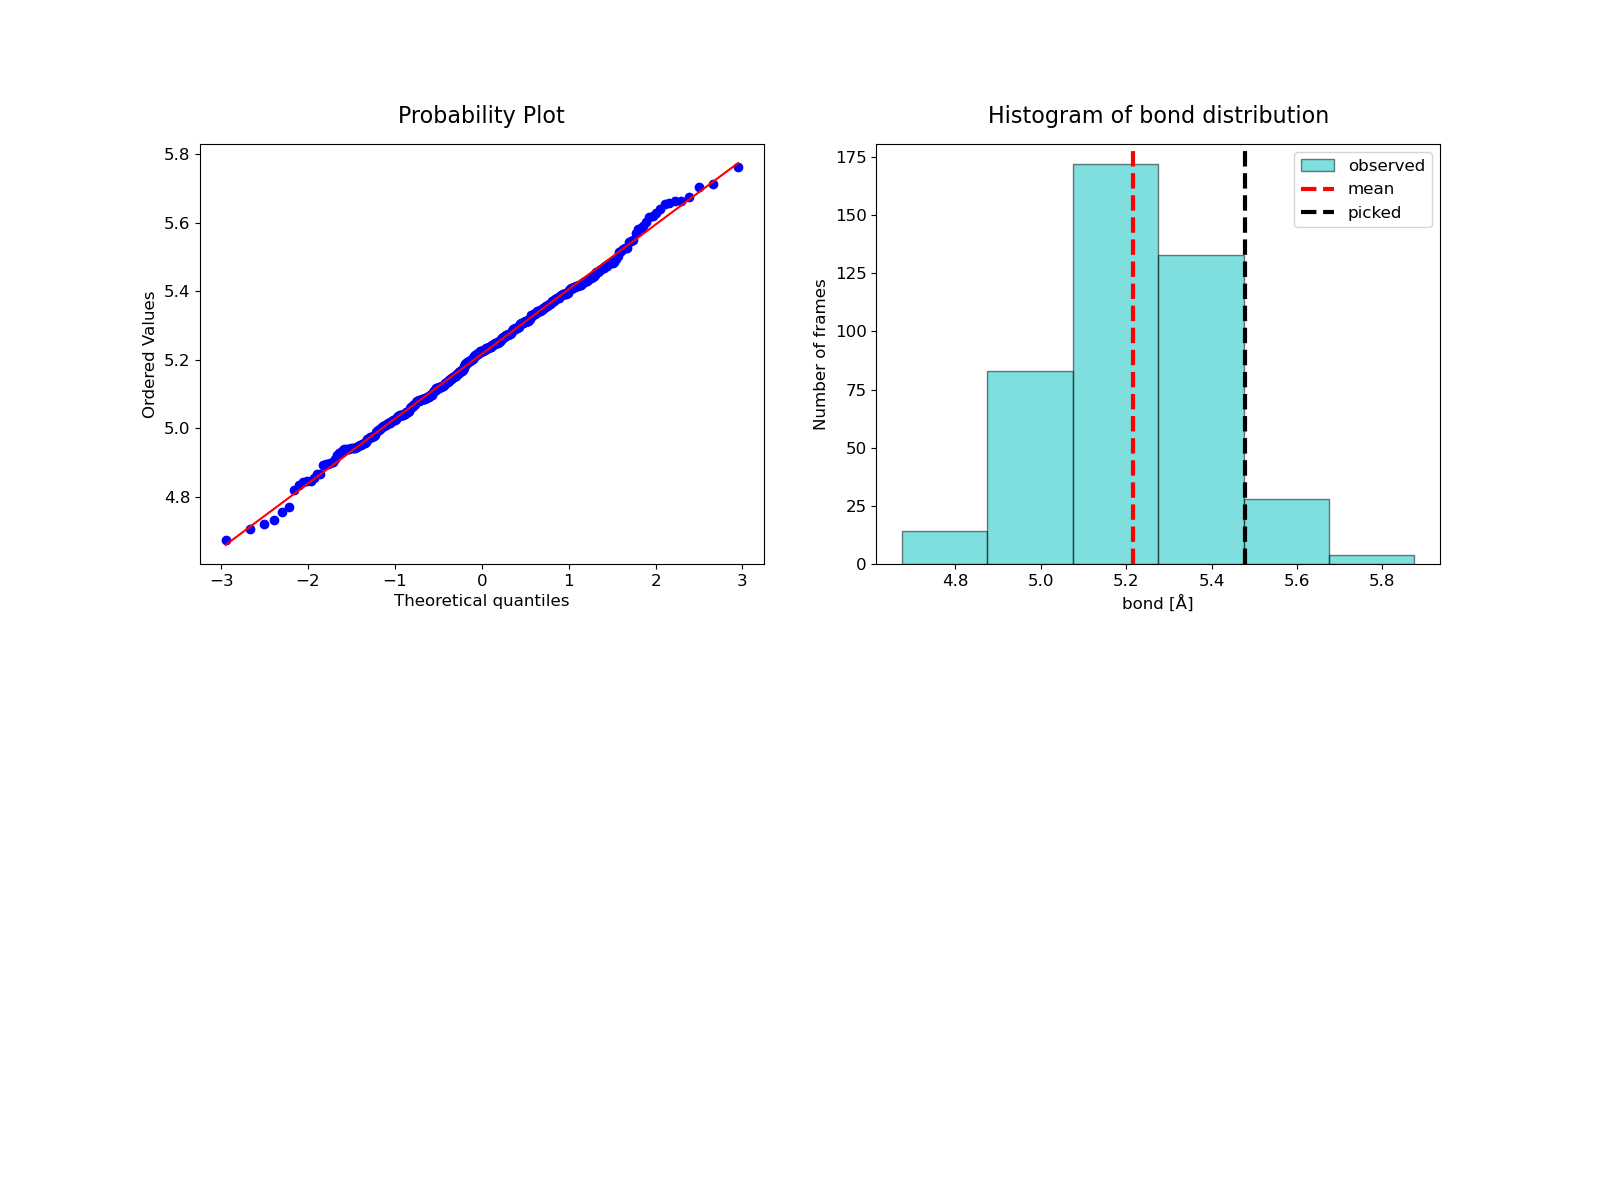 Probability Plot
5.8
5.6
5.4
5.2
5.0
4.8
Ordered Values
−3 −2 −1 0 1 2 3
Theoretical quantiles
Histogram of bond distribution
175
150
125
100
75
50
25
0
Number of frames
observed
mean
picked
4.8 5.0 5.2 5.4 5.6 5.8
bond [Å]